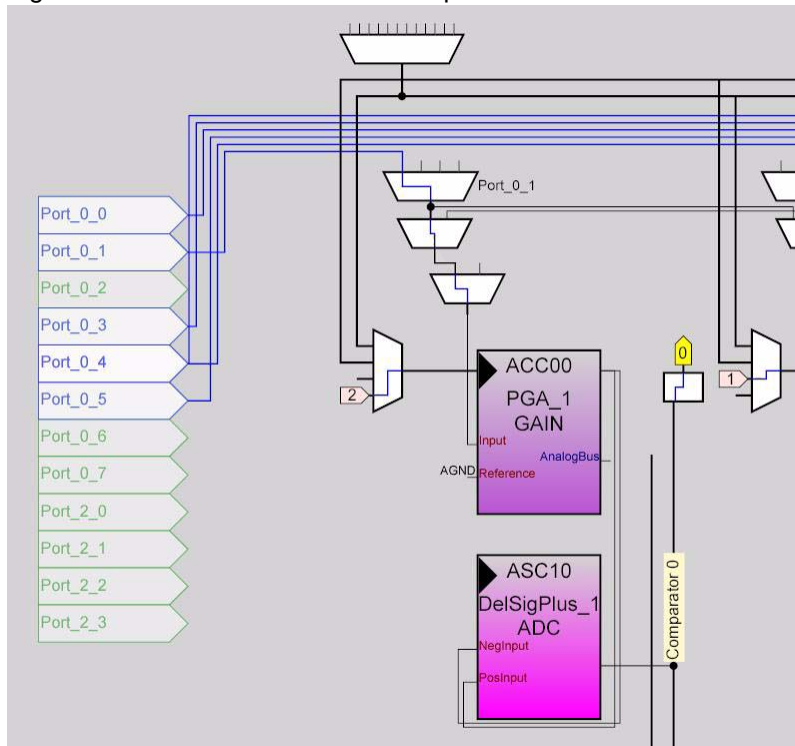 Port_0_1
Port_0_0
Port_0_1
Port_0_2
Port_0_3
Port_0_4
Port_0_5
Port_0_6
Port_0_7
Port_2_0
Port_2_1
Port_2_2
Port_2_3
2
ACC00
PGA_1
GAIN
Input
AnalogBus
AGND
Reference
0
1
ASC10
DelSigPlus_1
ADC
NegInput
PosInput
Comparator 0